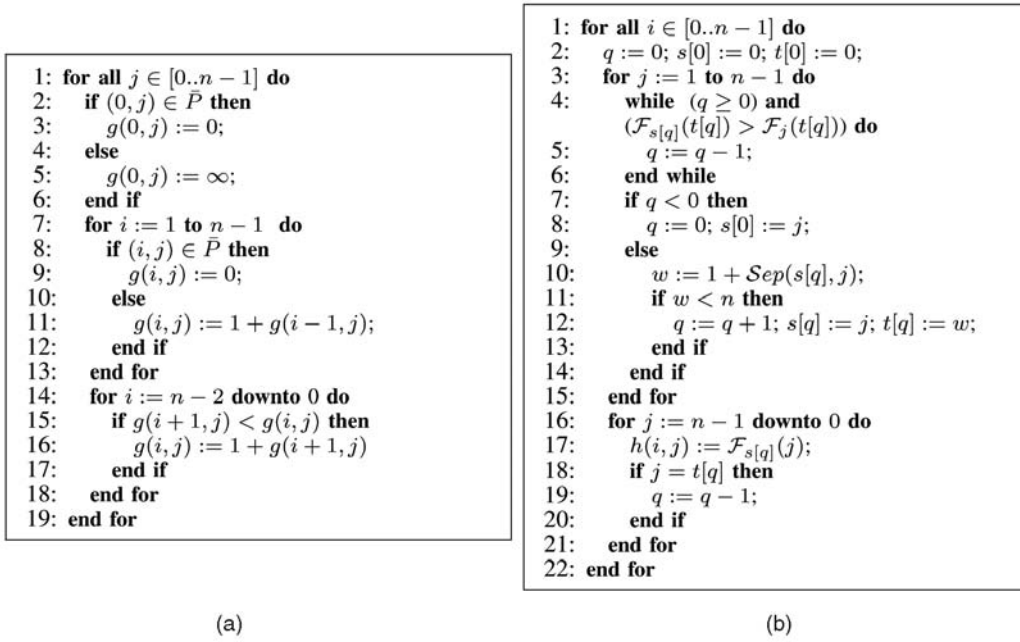 1: for all j ∈ [0..n − 1] do
2: if (0, j) ∈ P̄ then
3: g(0, j) := 0;
4: else
5: g(0, j) := ∞;
6: end if
7: for i := 1 to n − 1 do
8: if (i, j) ∈ P̄ then
9: g(i, j) := 0;
10: else
11: g(i, j) := 1 + g(i − 1, j);
12: end if
13: end for
14: for i := n − 2 downto 0 do
15: if g(i + 1, j) < g(i, j) then
16: g(i, j) := 1 + g(i + 1, j)
17: end if
18: end for
19: end for
(a)
1: for all i ∈ [0..n − 1] do
2: q := 0; s[0] := 0; t[0] := 0;
3: for j := 1 to n − 1 do
4: while (q ≥ 0) and
(ℱ_{s[q]}(t[q]) > ℱ_j(t[q])) do
5: q := q − 1;
6: end while
7: if q < 0 then
8: q := 0; s[0] := j;
9: else
10: w := 1 + Sep(s[q], j);
11: if w < n then
12: q := q + 1; s[q] := j; t[q] := w;
13: end if
14: end if
15: end for
16: for j := n − 1 downto 0 do
17: h(i, j) := ℱ_{s[q]}(j);
18: if j = t[q] then
19: q := q − 1;
20: end if
21: end for
22: end for
(b)